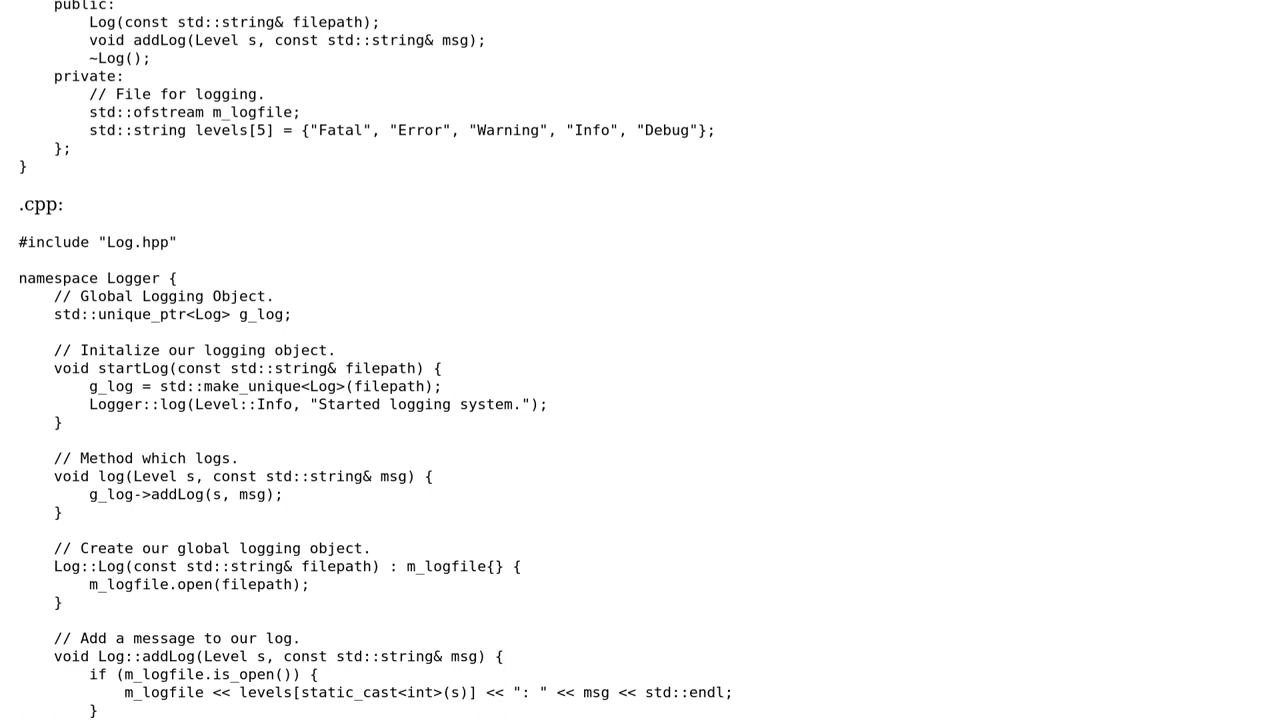 public:
Log(const std::string& filepath);
void addLog(Level s, const std::string& msg);
~Log();
private:
// File for logging.
std::ofstream m_logfile;
std::string levels[5] = {"Fatal", "Error", "Warning", "Info", "Debug"};
};
}
.cpp:
#include "Log.hpp"
namespace Logger {
// Global Logging Object.
std::unique_ptr<Log> g_log;
// Initalize our logging object.
void startLog(const std::string& filepath) {
g_log = std::make_unique<Log>(filepath);
Logger::log(Level::Info, "Started logging system.");
}
// Method which logs.
void log(Level s, const std::string& msg) {
g_log->addLog(s, msg);
}
// Create our global logging object.
Log::Log(const std::string& filepath) : m_logfile{} {
m_logfile.open(filepath);
}
// Add a message to our log.
void Log::addLog(Level s, const std::string& msg) {
if (m_logfile.is_open()) {
m_logfile << levels[static_cast<int>(s)] << ": " << msg << std::endl;
}